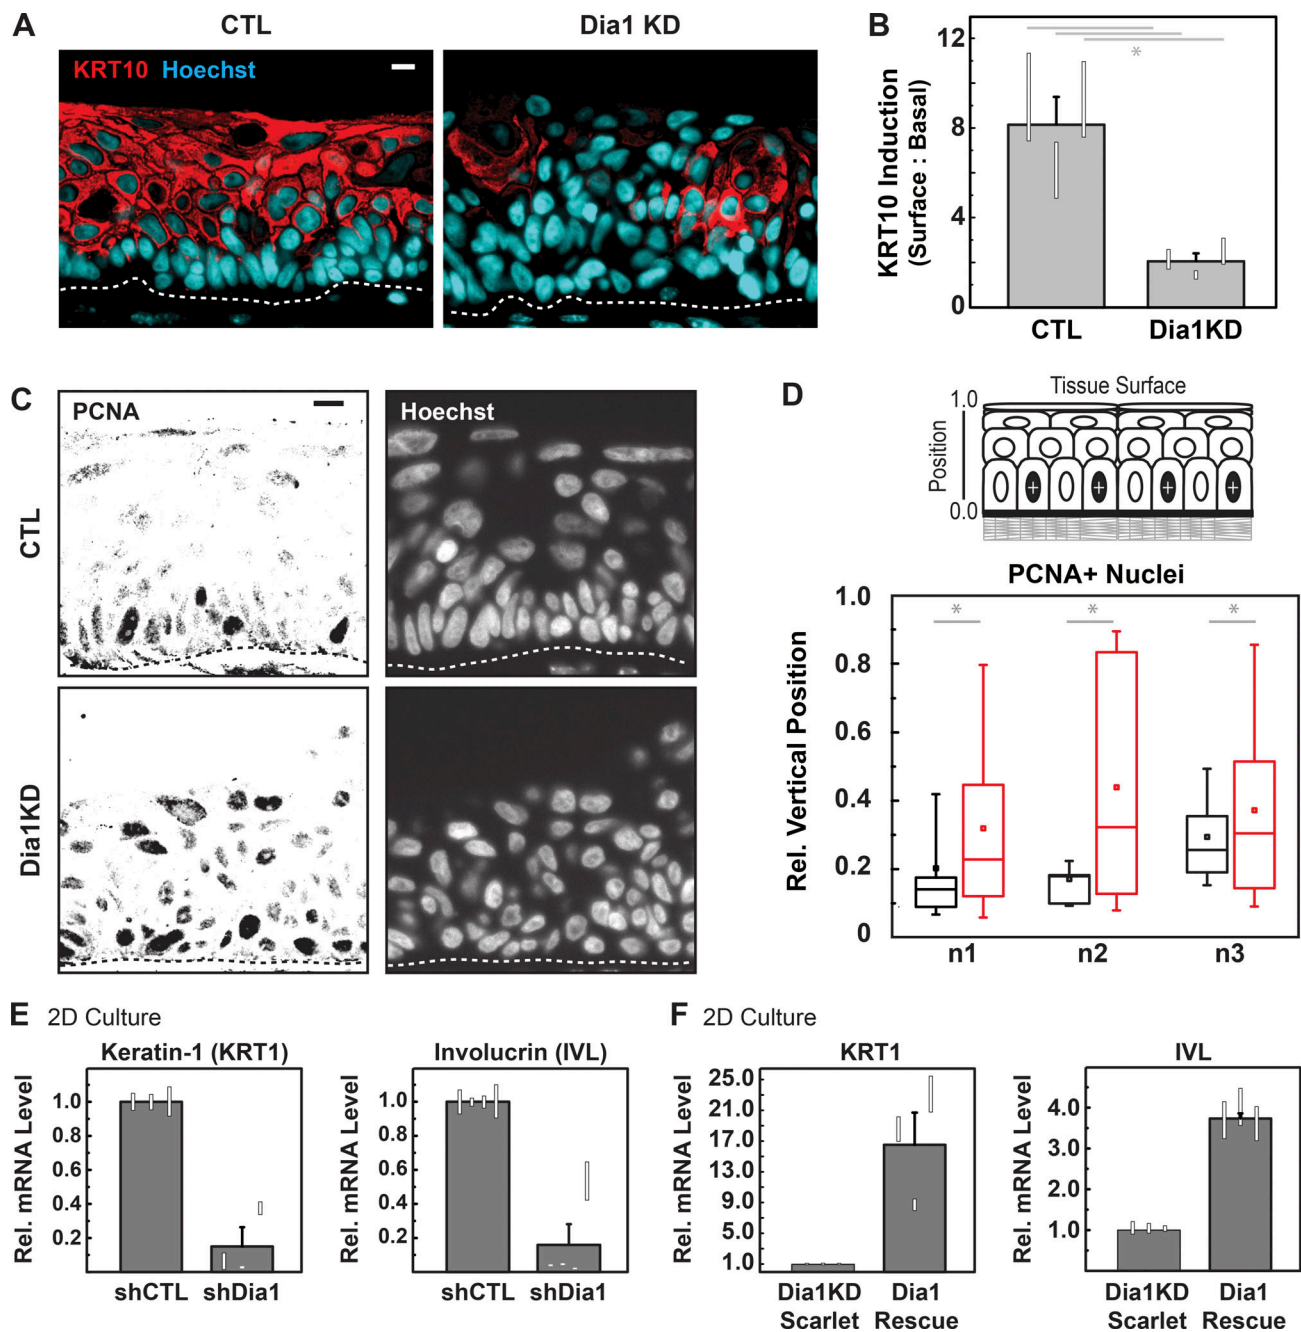 A
CTL
Dia1 KD
KRT10 Hoechst
B
KRT10 Induction
(Surface : Basal)
12
8
4
0
*
CTL
Dia1KD
C
PCNA
Hoechst
CTL
Dia1KD
D
Tissue Surface
1.0
Position
0.0
+ + + +
PCNA+ Nuclei
Rel. Vertical Position
1.0
0.8
0.6
0.4
0.2
0
* * *
n1 n2 n3
E 2D Culture
Keratin-1 (KRT1)
Rel. mRNA Level
1.0
0.8
0.6
0.4
0.2
shCTL shDia1
Involucrin (IVL)
Rel. mRNA Level
1.0
0.8
0.6
0.4
0.2
shCTL shDia1
F 2D Culture
KRT1
Rel. mRNA Level
25.0
21.0
17.0
13.0
9.0
5.0
1.0
Dia1KD Dia1
Scarlet Rescue
IVL
Rel. mRNA Level
4.0
3.0
2.0
1.0
Dia1KD Dia1
Scarlet Rescue